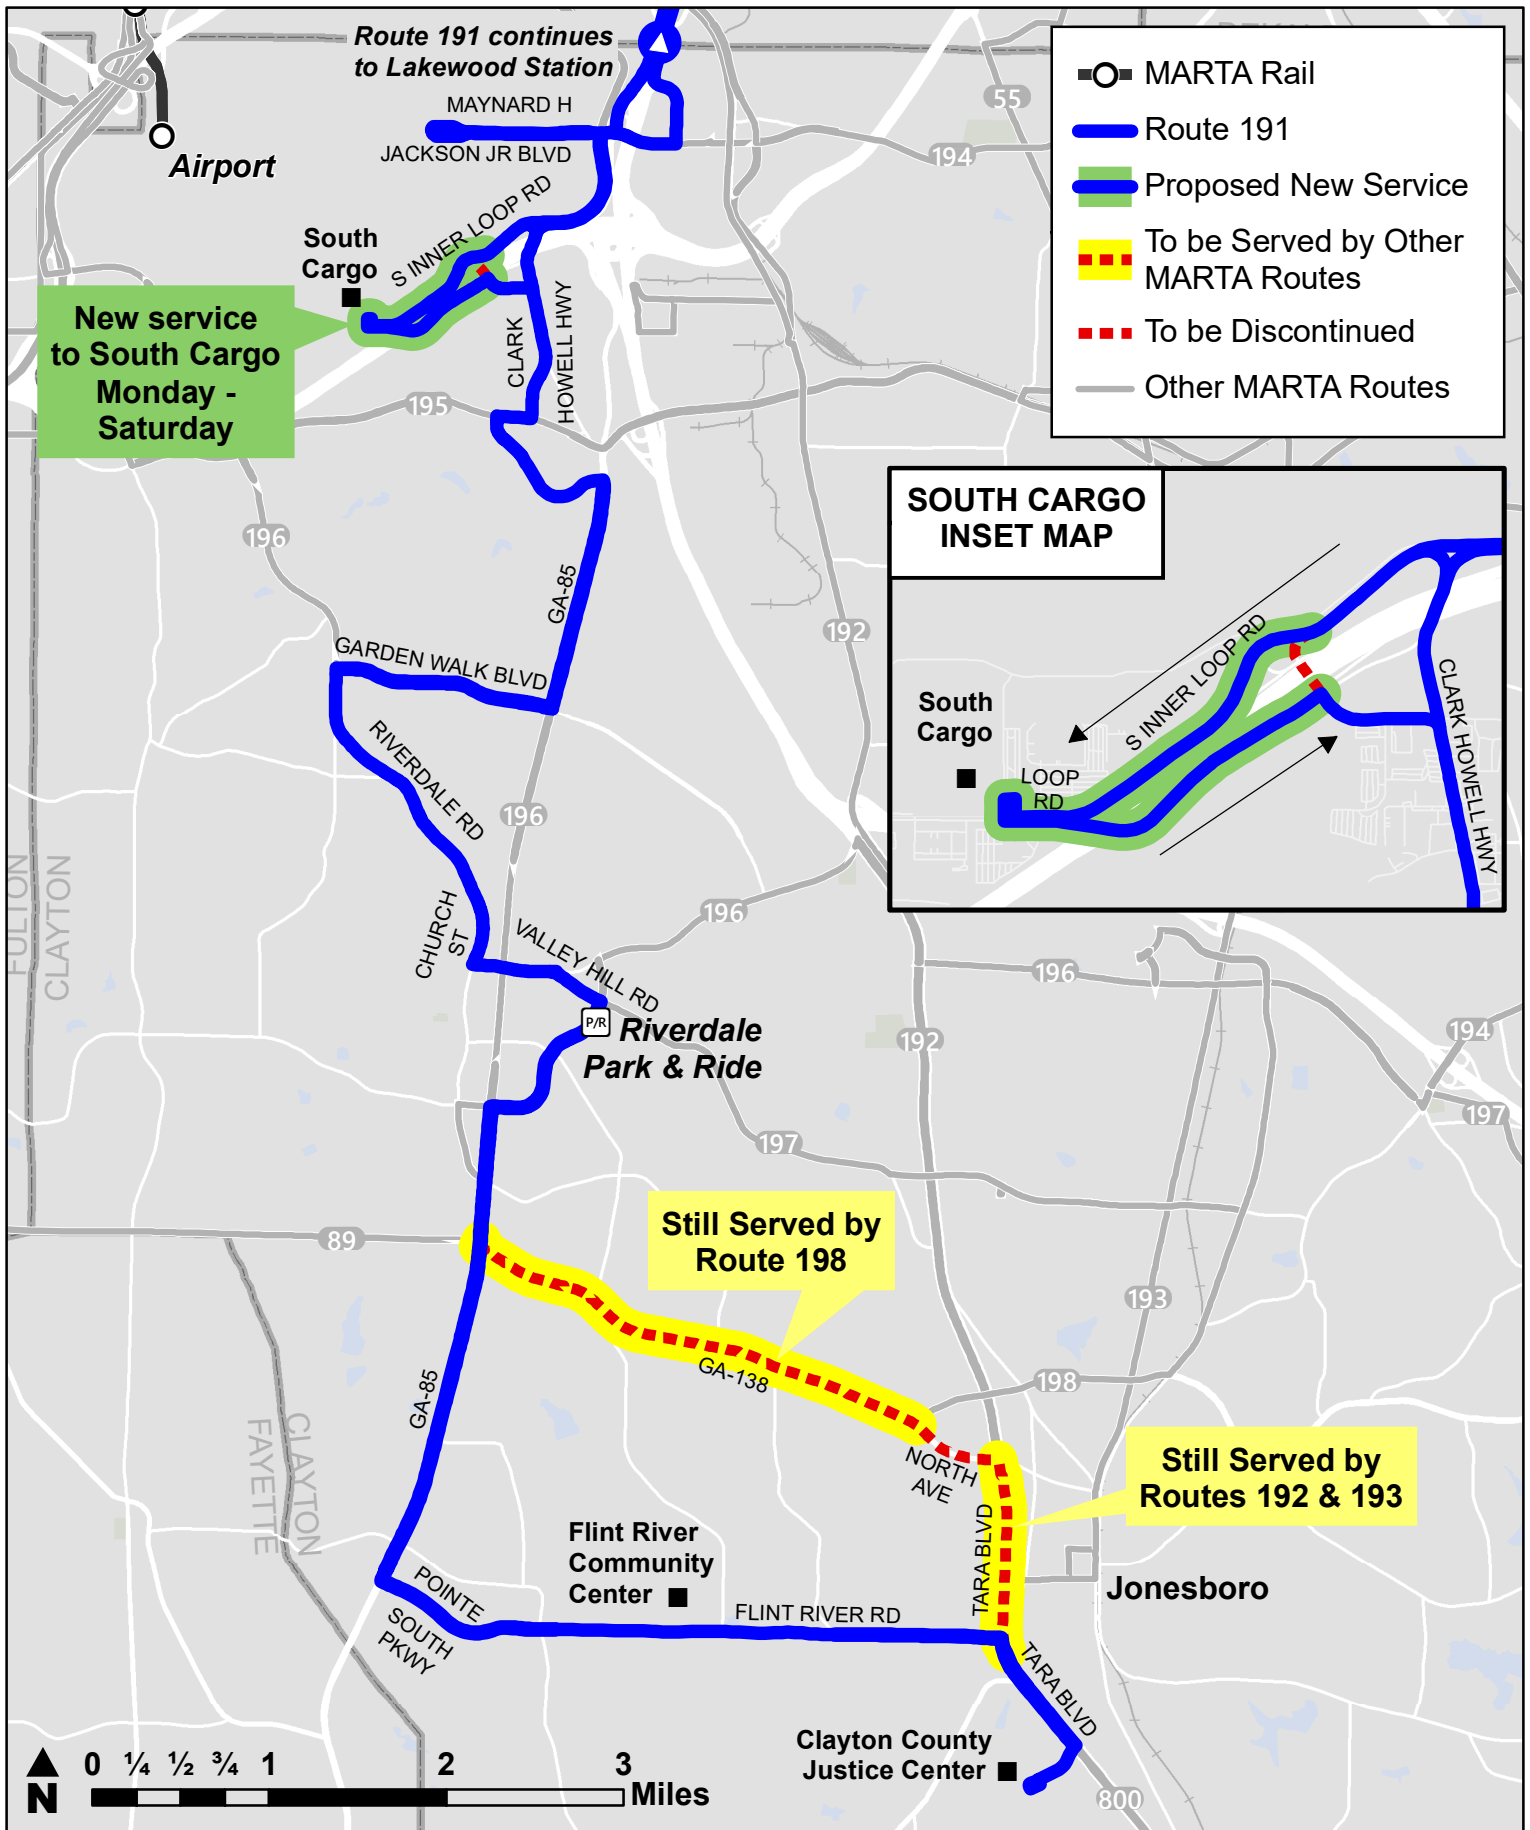 Route 191 continues
to Lakewood Station
MAYNARD H
JACKSON JR BLVD
Airport
55
194
MARTA Rail
Route 191
Proposed New Service
To be Served by Other
MARTA Routes
To be Discontinued
Other MARTA Routes
South
Cargo
S INNER LOOP RD
New service
to South Cargo
Monday -
Saturday
CLARK
HOWELL HWY
195
196
SOUTH CARGO
INSET MAP
S INNER LOOP RD
South
Cargo
LOOP
RD
CLARK HOWELL HWY
GA-85
192
GARDEN WALK BLVD
RIVERDALE RD
196
FULTON
CLAYTON
CHURCH
ST
VALLEY HILL RD
196
196
P/R
Riverdale
Park & Ride
192
194
197
197
89
Still Served by
Route 198
193
GA-138
198
GA-85
CLAYTON
FAYETTE
NORTH
AVE
Still Served by
Routes 192 & 193
TARA BLVD
Flint River
Community
Center
Jonesboro
POINTE
SOUTH
PKWY
FLINT RIVER RD
TARA BLVD
Clayton County
Justice Center
800
N
0 ¼ ½ ¾ 1 2 3
Miles